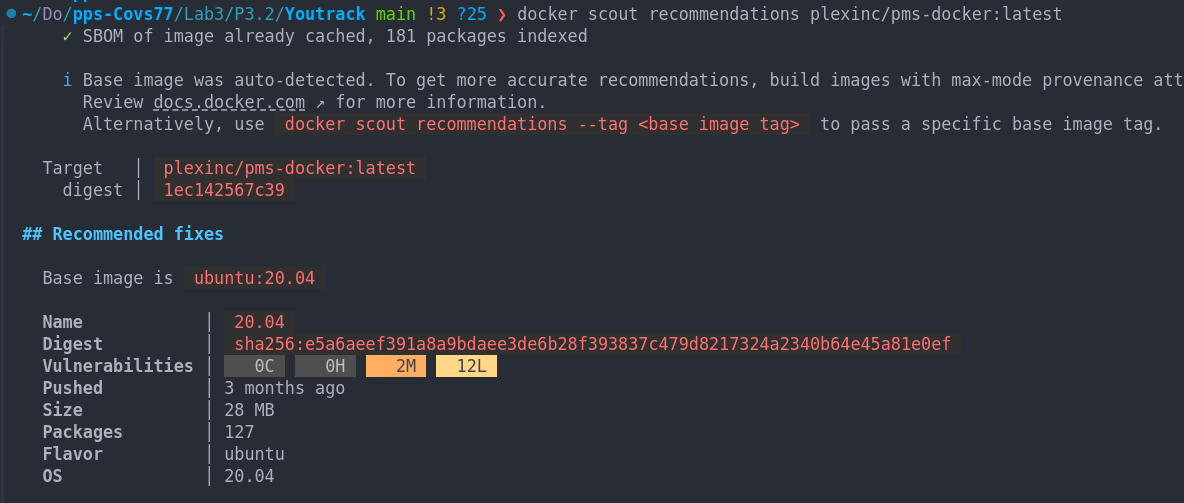 ~/Do/pps-Covs77/Lab3/P3.2/Youtrack main !3 ?25 ❯ docker scout recommendations plexinc/pms-docker:latest
✓ SBOM of image already cached, 181 packages indexed
i Base image was auto-detected. To get more accurate recommendations, build images with max-mode provenance att
Review docs.docker.com ↗ for more information.
Alternatively, use docker scout recommendations --tag <base image tag> to pass a specific base image tag.
Target │ plexinc/pms-docker:latest
digest │ 1ec142567c39
## Recommended fixes
Base image is ubuntu:20.04
Name │ 20.04
Digest │ sha256:e5a6aeef391a8a9bdaee3de6b28f393837c479d8217324a2340b64e45a81e0ef
Vulnerabilities │ 0C 0H 2M 12L
Pushed │ 3 months ago
Size │ 28 MB
Packages │ 127
Flavor │ ubuntu
OS │ 20.04